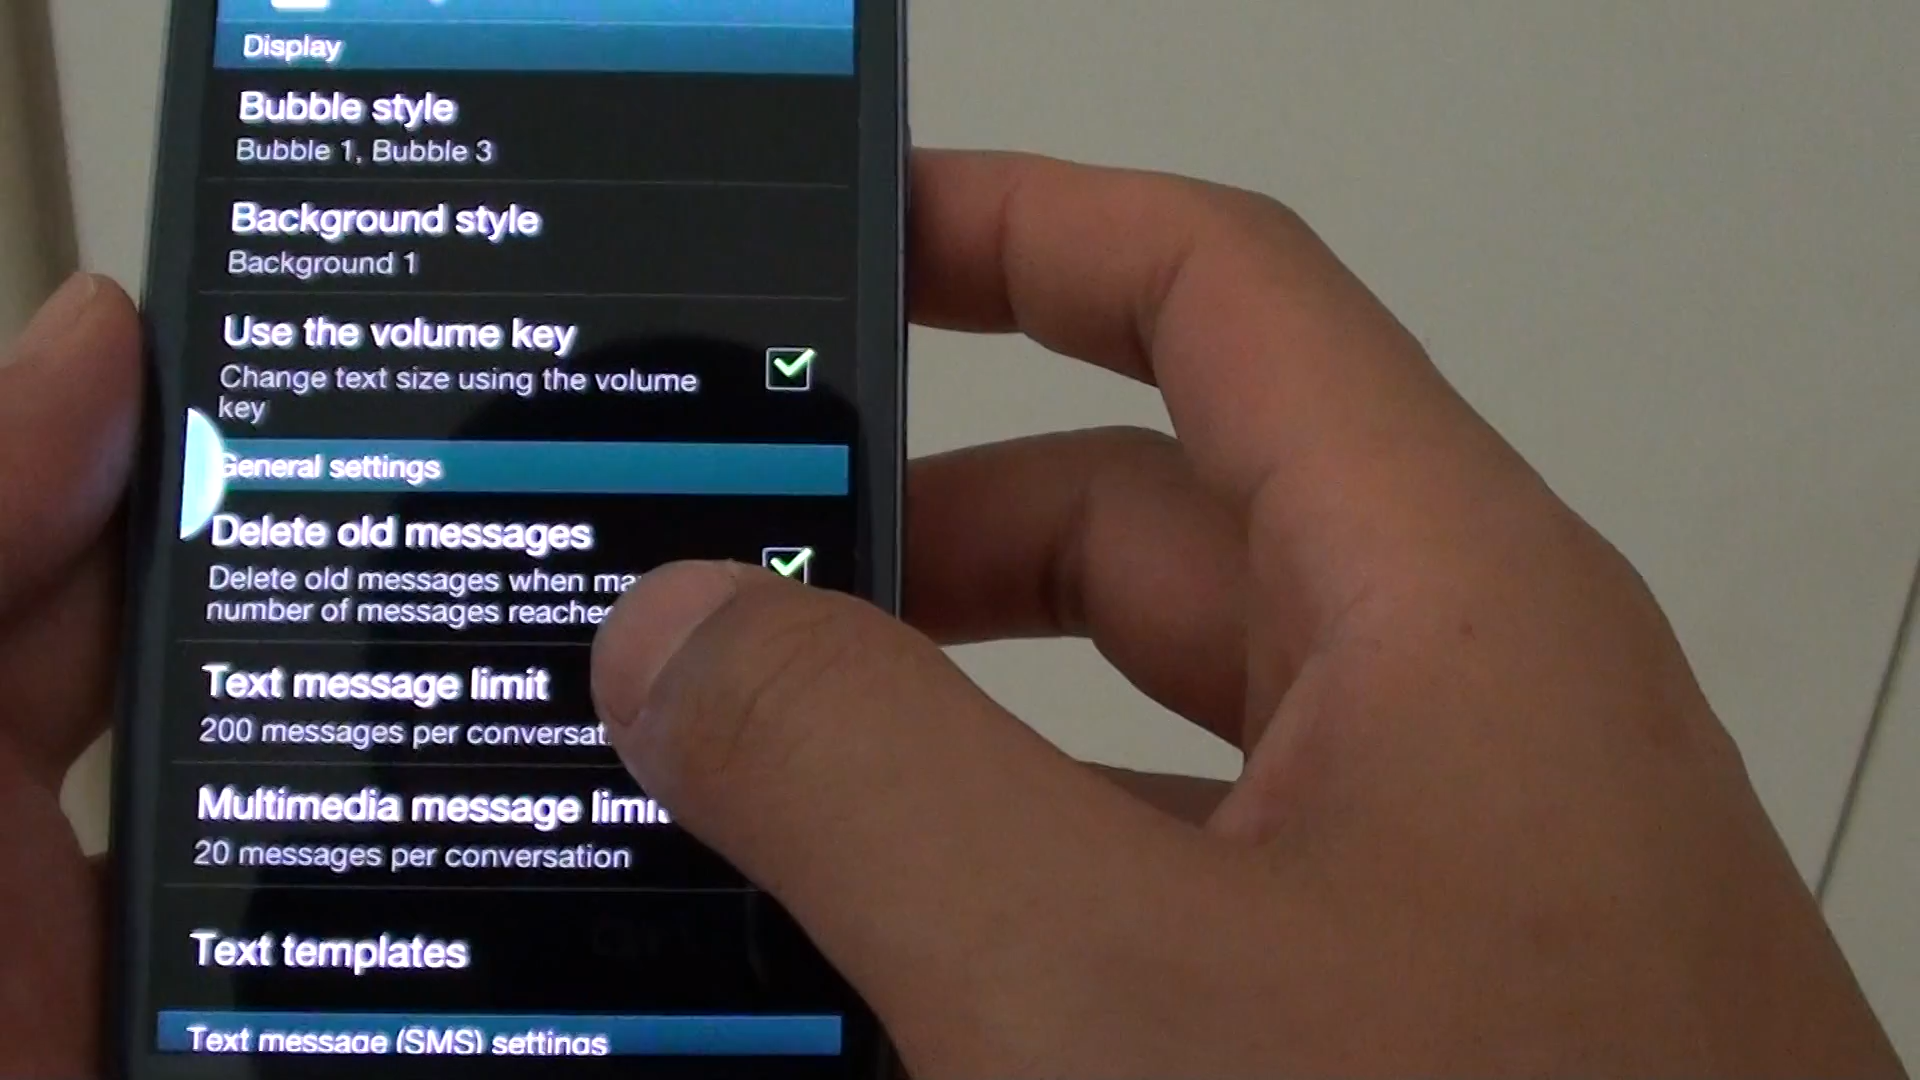 Display
Bubble style
Bubble 1, Bubble 3
Background style
Background 1
Use the volume key
Change text size using the volume
key
General settings
Delete old messages
Delete old messages when
number of messages
Text message limit
200 messages per
Multimedia message limit
20 messages per conversation
Text templates
Text message (SMS) settings